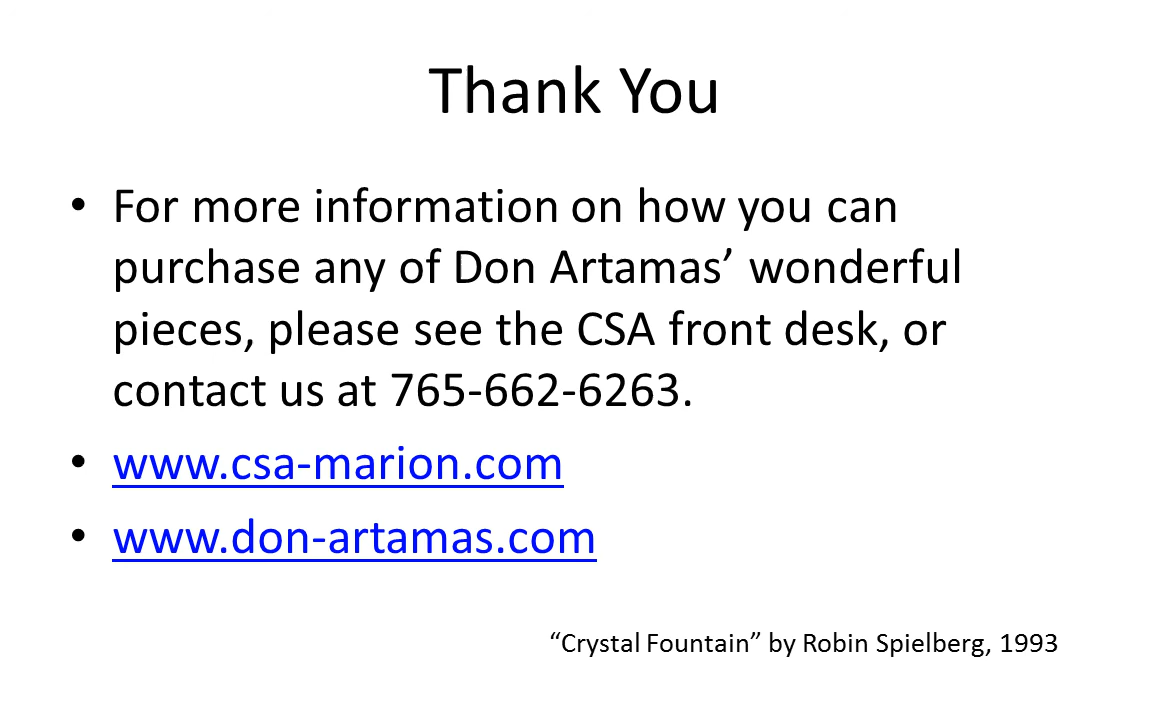 Thank You
• For more information on how you can
purchase any of Don Artamas’ wonderful
pieces, please see the CSA front desk, or
contact us at 765-662-6263.
• www.csa-marion.com
• www.don-artamas.com
“Crystal Fountain” by Robin Spielberg, 1993